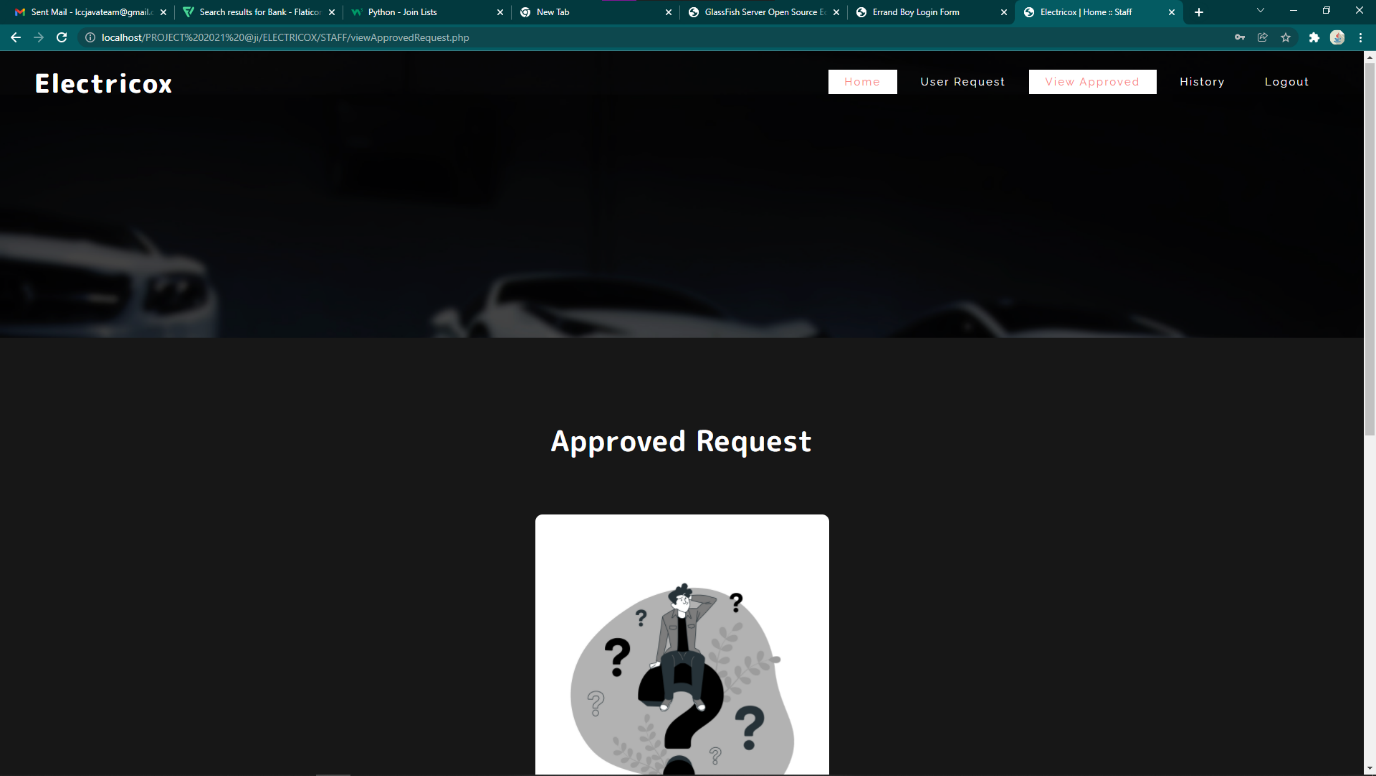 Sent Mail - lccjavateam@gmail.c
Search results for Bank - Flatico
Python - Join Lists
New Tab
GlassFish Server Open Source E
Errand Boy Login Form
Electricox | Home :: Staff
localhost/PROJECT%202021%20@ji/ELECTRICOX/STAFF/viewApprovedRequest.php
Electricox
Home
User Request
View Approved
History
Logout
Approved Request
? ? ? ? ? ? ?